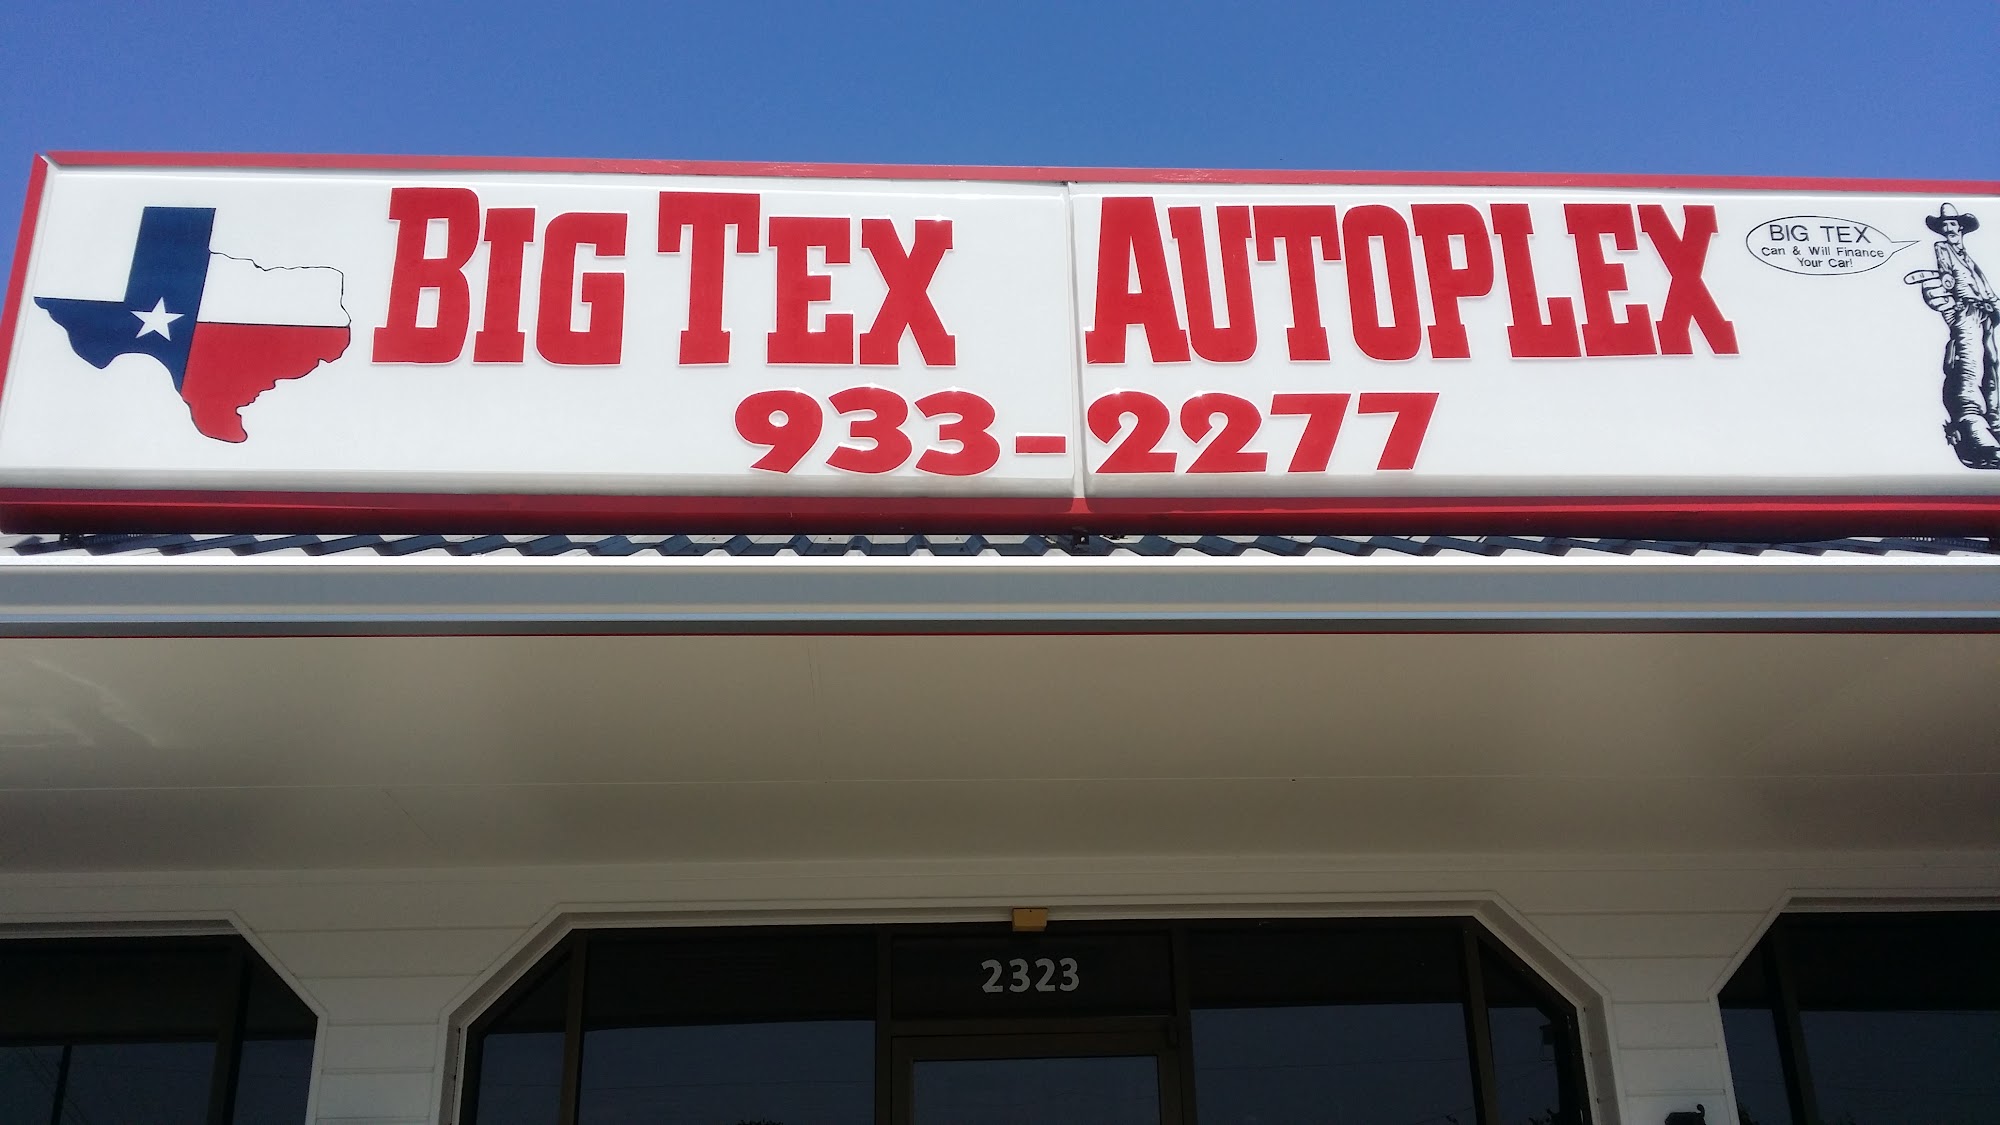 BIG TEX AUTOPLEX
933-2277
BIG TEX
Can & Will Finance
Your Car!
2323